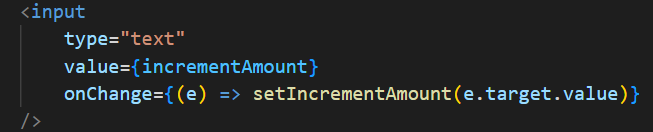 <input
type="text"
value={incrementAmount}
onChange={(e) => setIncrementAmount(e.target.value)}
/>